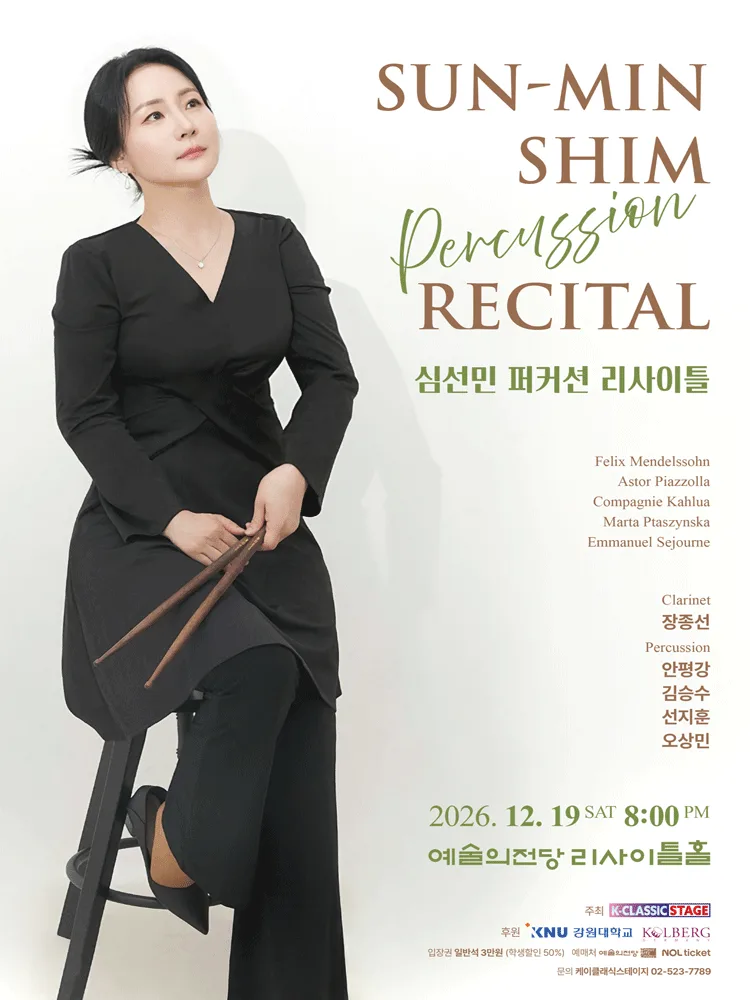 SUN-MIN
SHIM
Percussion
RECITAL
심선민 퍼커션 리사이틀
Felix Mendelssohn
Astor Piazzolla
Compagnie Kahlua
Marta Ptaszynska
Emmanuel Sejourne
Clarinet
장종선
Percussion
안평강
김승수
선지훈
오상민
2026. 12. 19 SAT 8:00 PM
예술의전당 리사이틀홀
주최 K-CLASSIC STAGE
후원 KNU 강원대학교 KOLBERG
입장권 일반석 3만원 (학생할인 50%) 예매처 예술의전당 NOL ticket
문의 케이클래식스테이지 02-523-7789